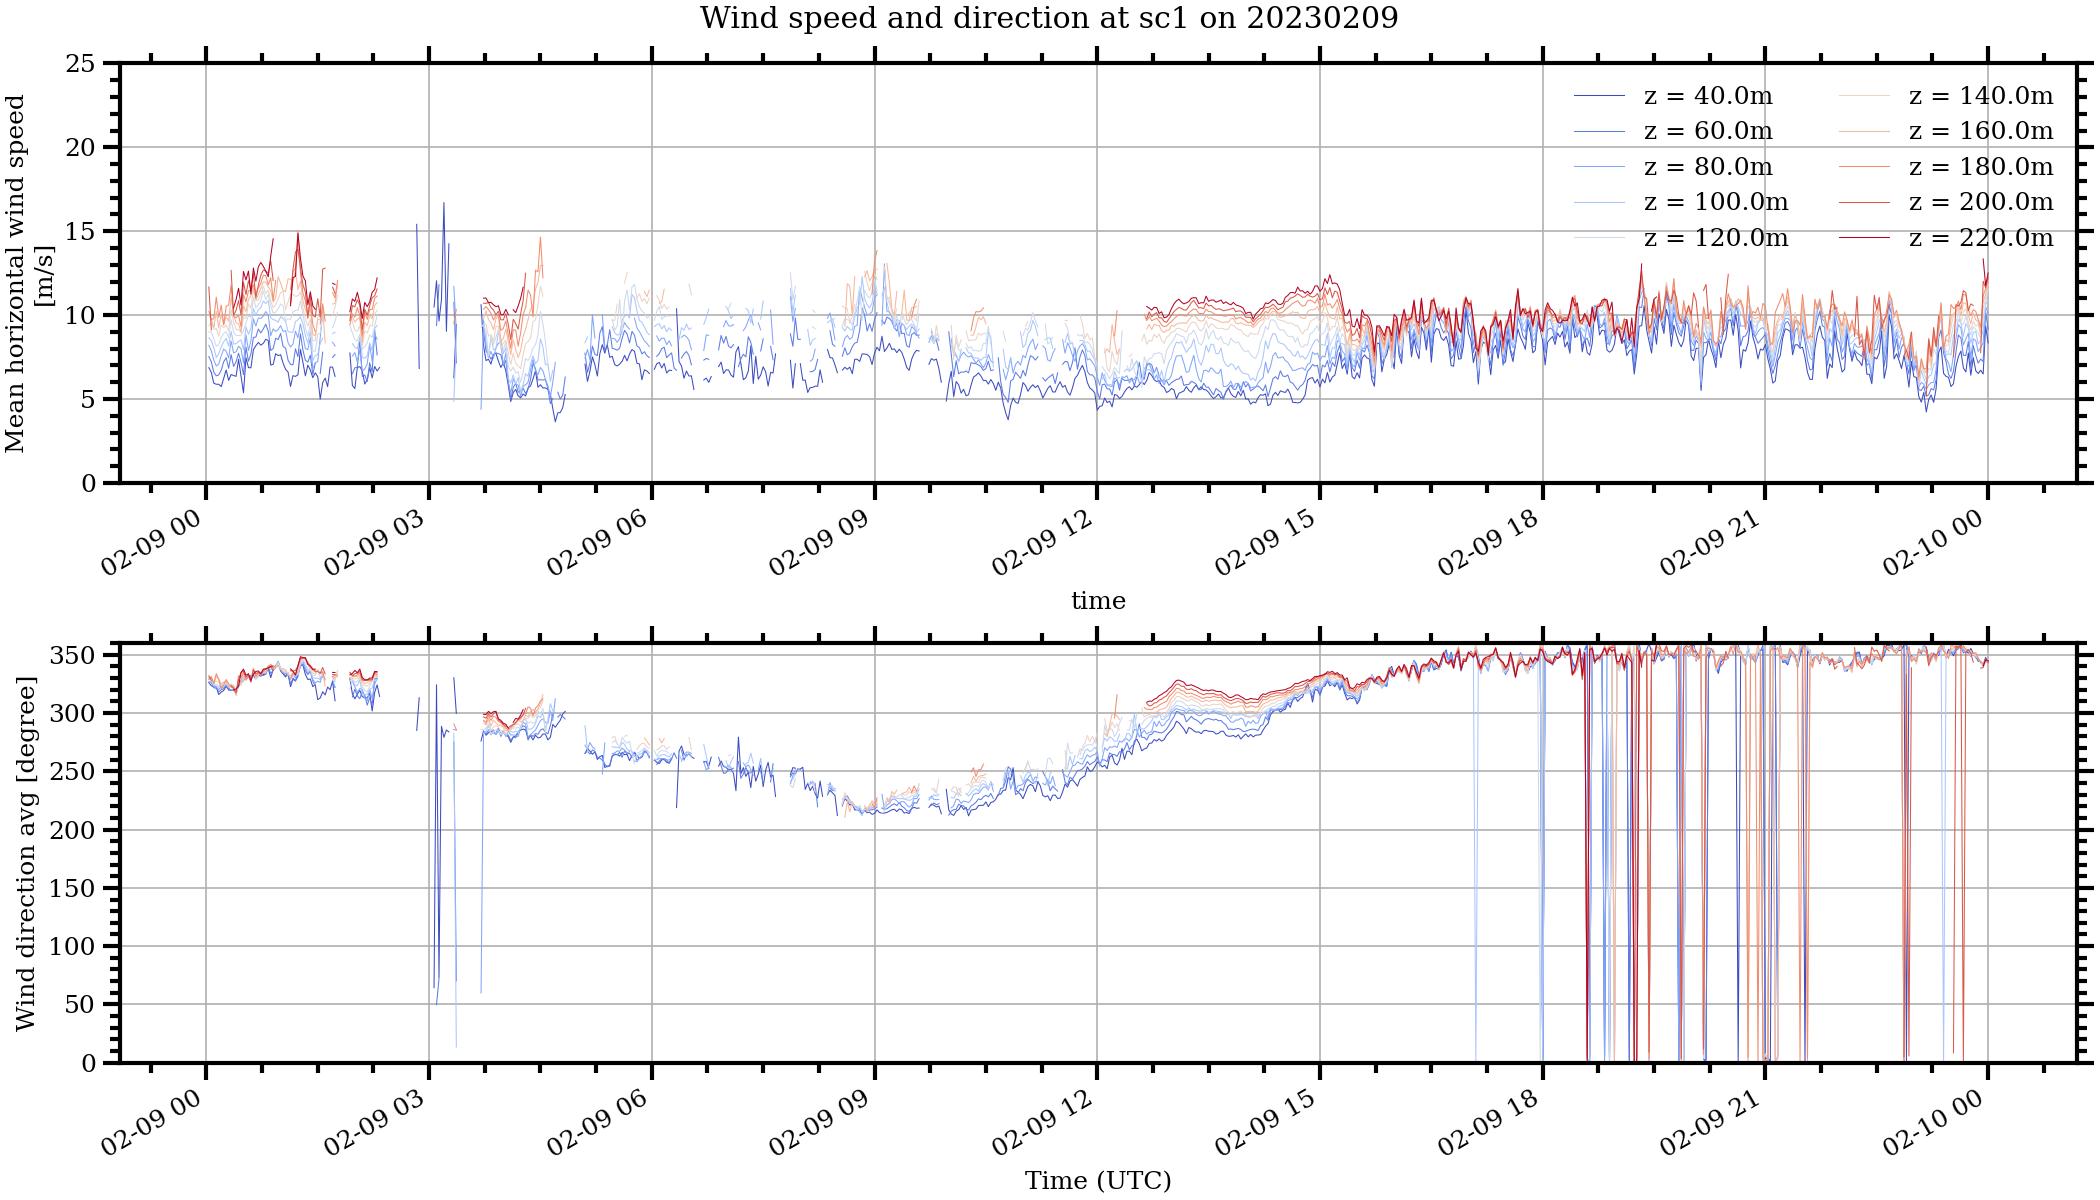 Wind speed and direction at sc1 on 20230209
Mean horizontal wind speed
[m/s]
25
20
15
10
5
0
z = 40.0m
z = 60.0m
z = 80.0m
z = 100.0m
z = 120.0m
z = 140.0m
z = 160.0m
z = 180.0m
z = 200.0m
z = 220.0m
02-09 00
02-09 03
02-09 06
02-09 09
02-09 12
02-09 15
02-09 18
02-09 21
02-10 00
time
Wind direction avg [degree]
350
300
250
200
150
100
50
0
02-09 00
02-09 03
02-09 06
02-09 09
02-09 12
02-09 15
02-09 18
02-09 21
02-10 00
Time (UTC)